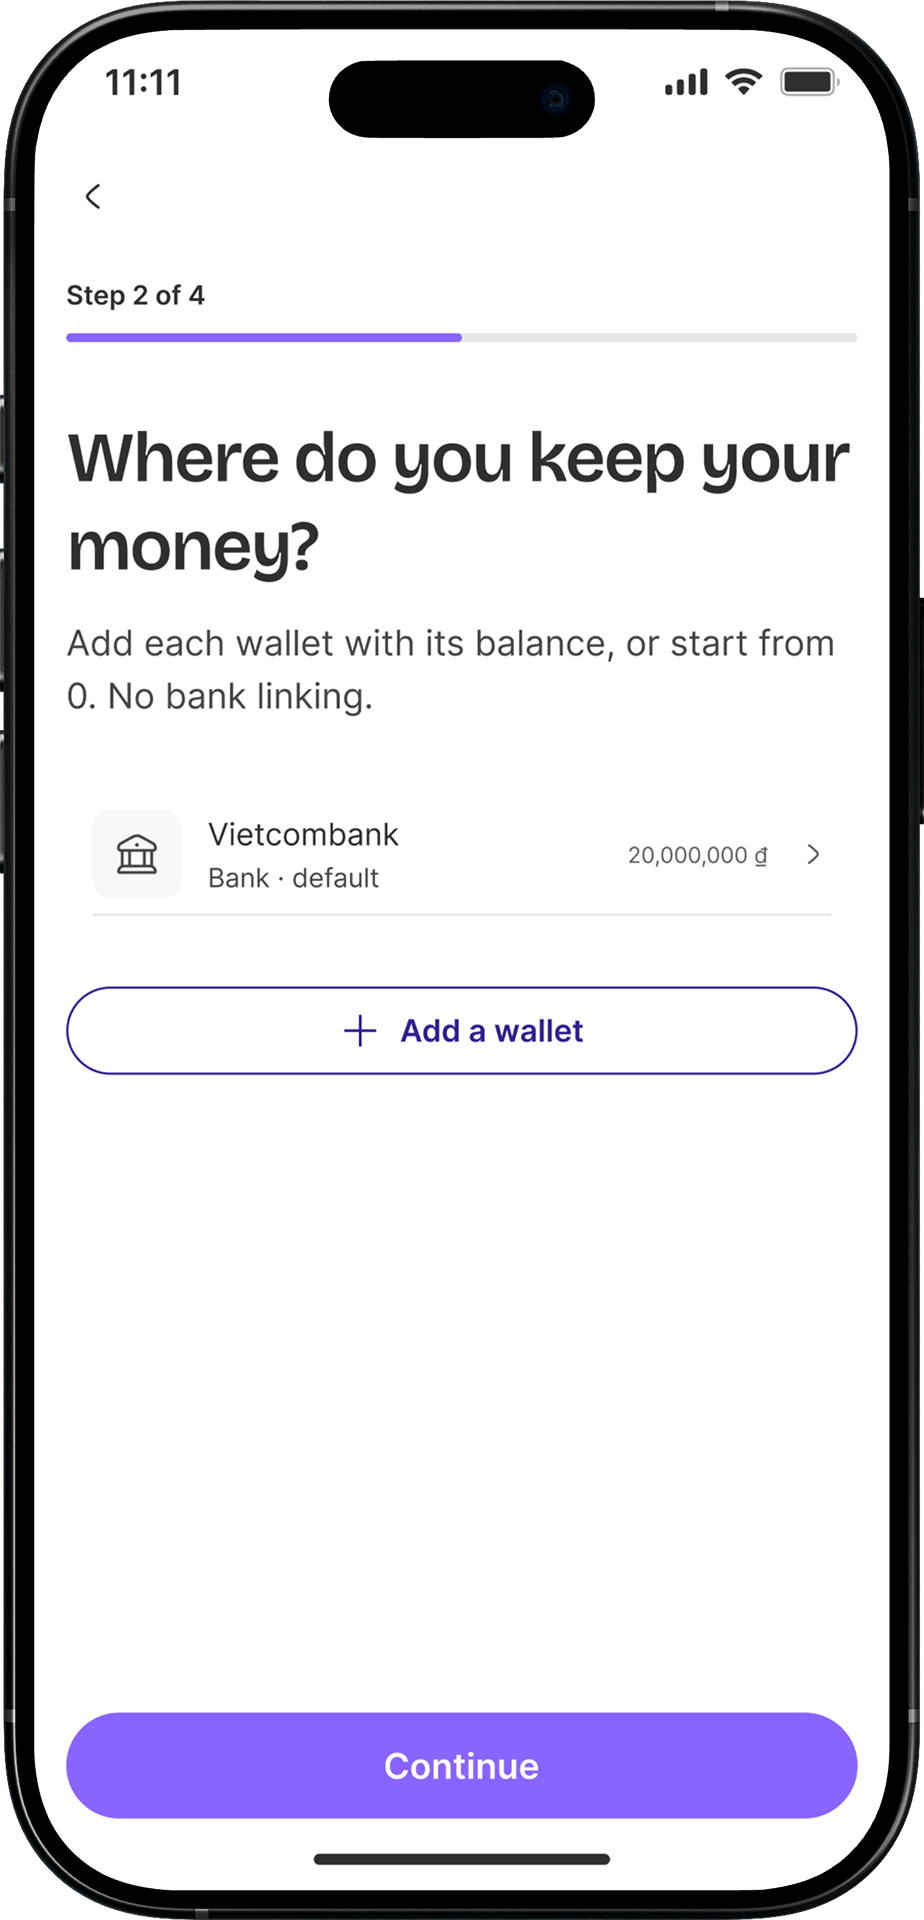 11:11
Step 2 of 4
Where do you keep your
money?
Add each wallet with its balance, or start from
0. No bank linking.
Vietcombank
20,000,000 ₫
Bank · default
Add a wallet
Continue